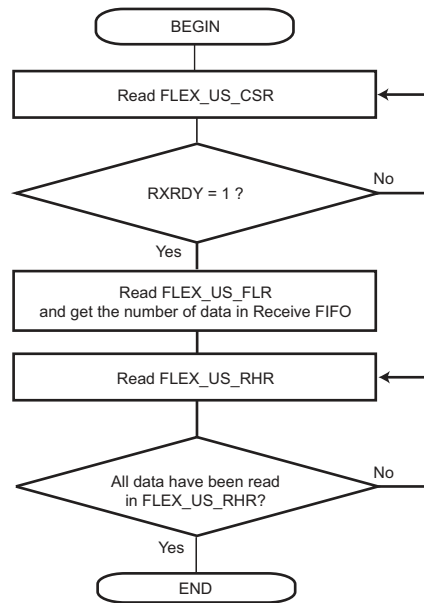 BEGIN
Read FLEX_US_CSR
RXRDY = 1 ?
No
Yes
Read FLEX_US_FLR
and get the number of data in Receive FIFO
Read FLEX_US_RHR
All data have been read
in FLEX_US_RHR?
No
Yes
END